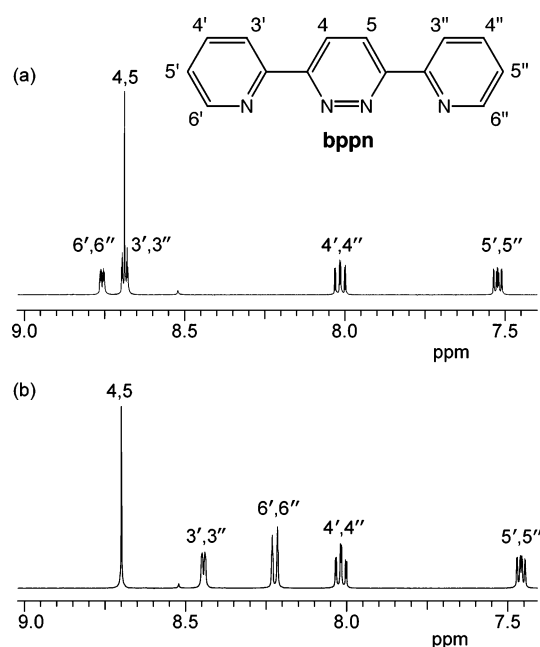 4' 3' 4 5 3" 4"
(a) 5' 4,5 5"
N N N N
6' 6"
bppn
6′,6″ 3′,3″ 4′,4″ 5′,5″
9.0 8.5 8.0 7.5
ppm
(b)
4,5
6′,6″
3′,3″ 4′,4″ 5′,5″
9.0 8.5 8.0 7.5
ppm